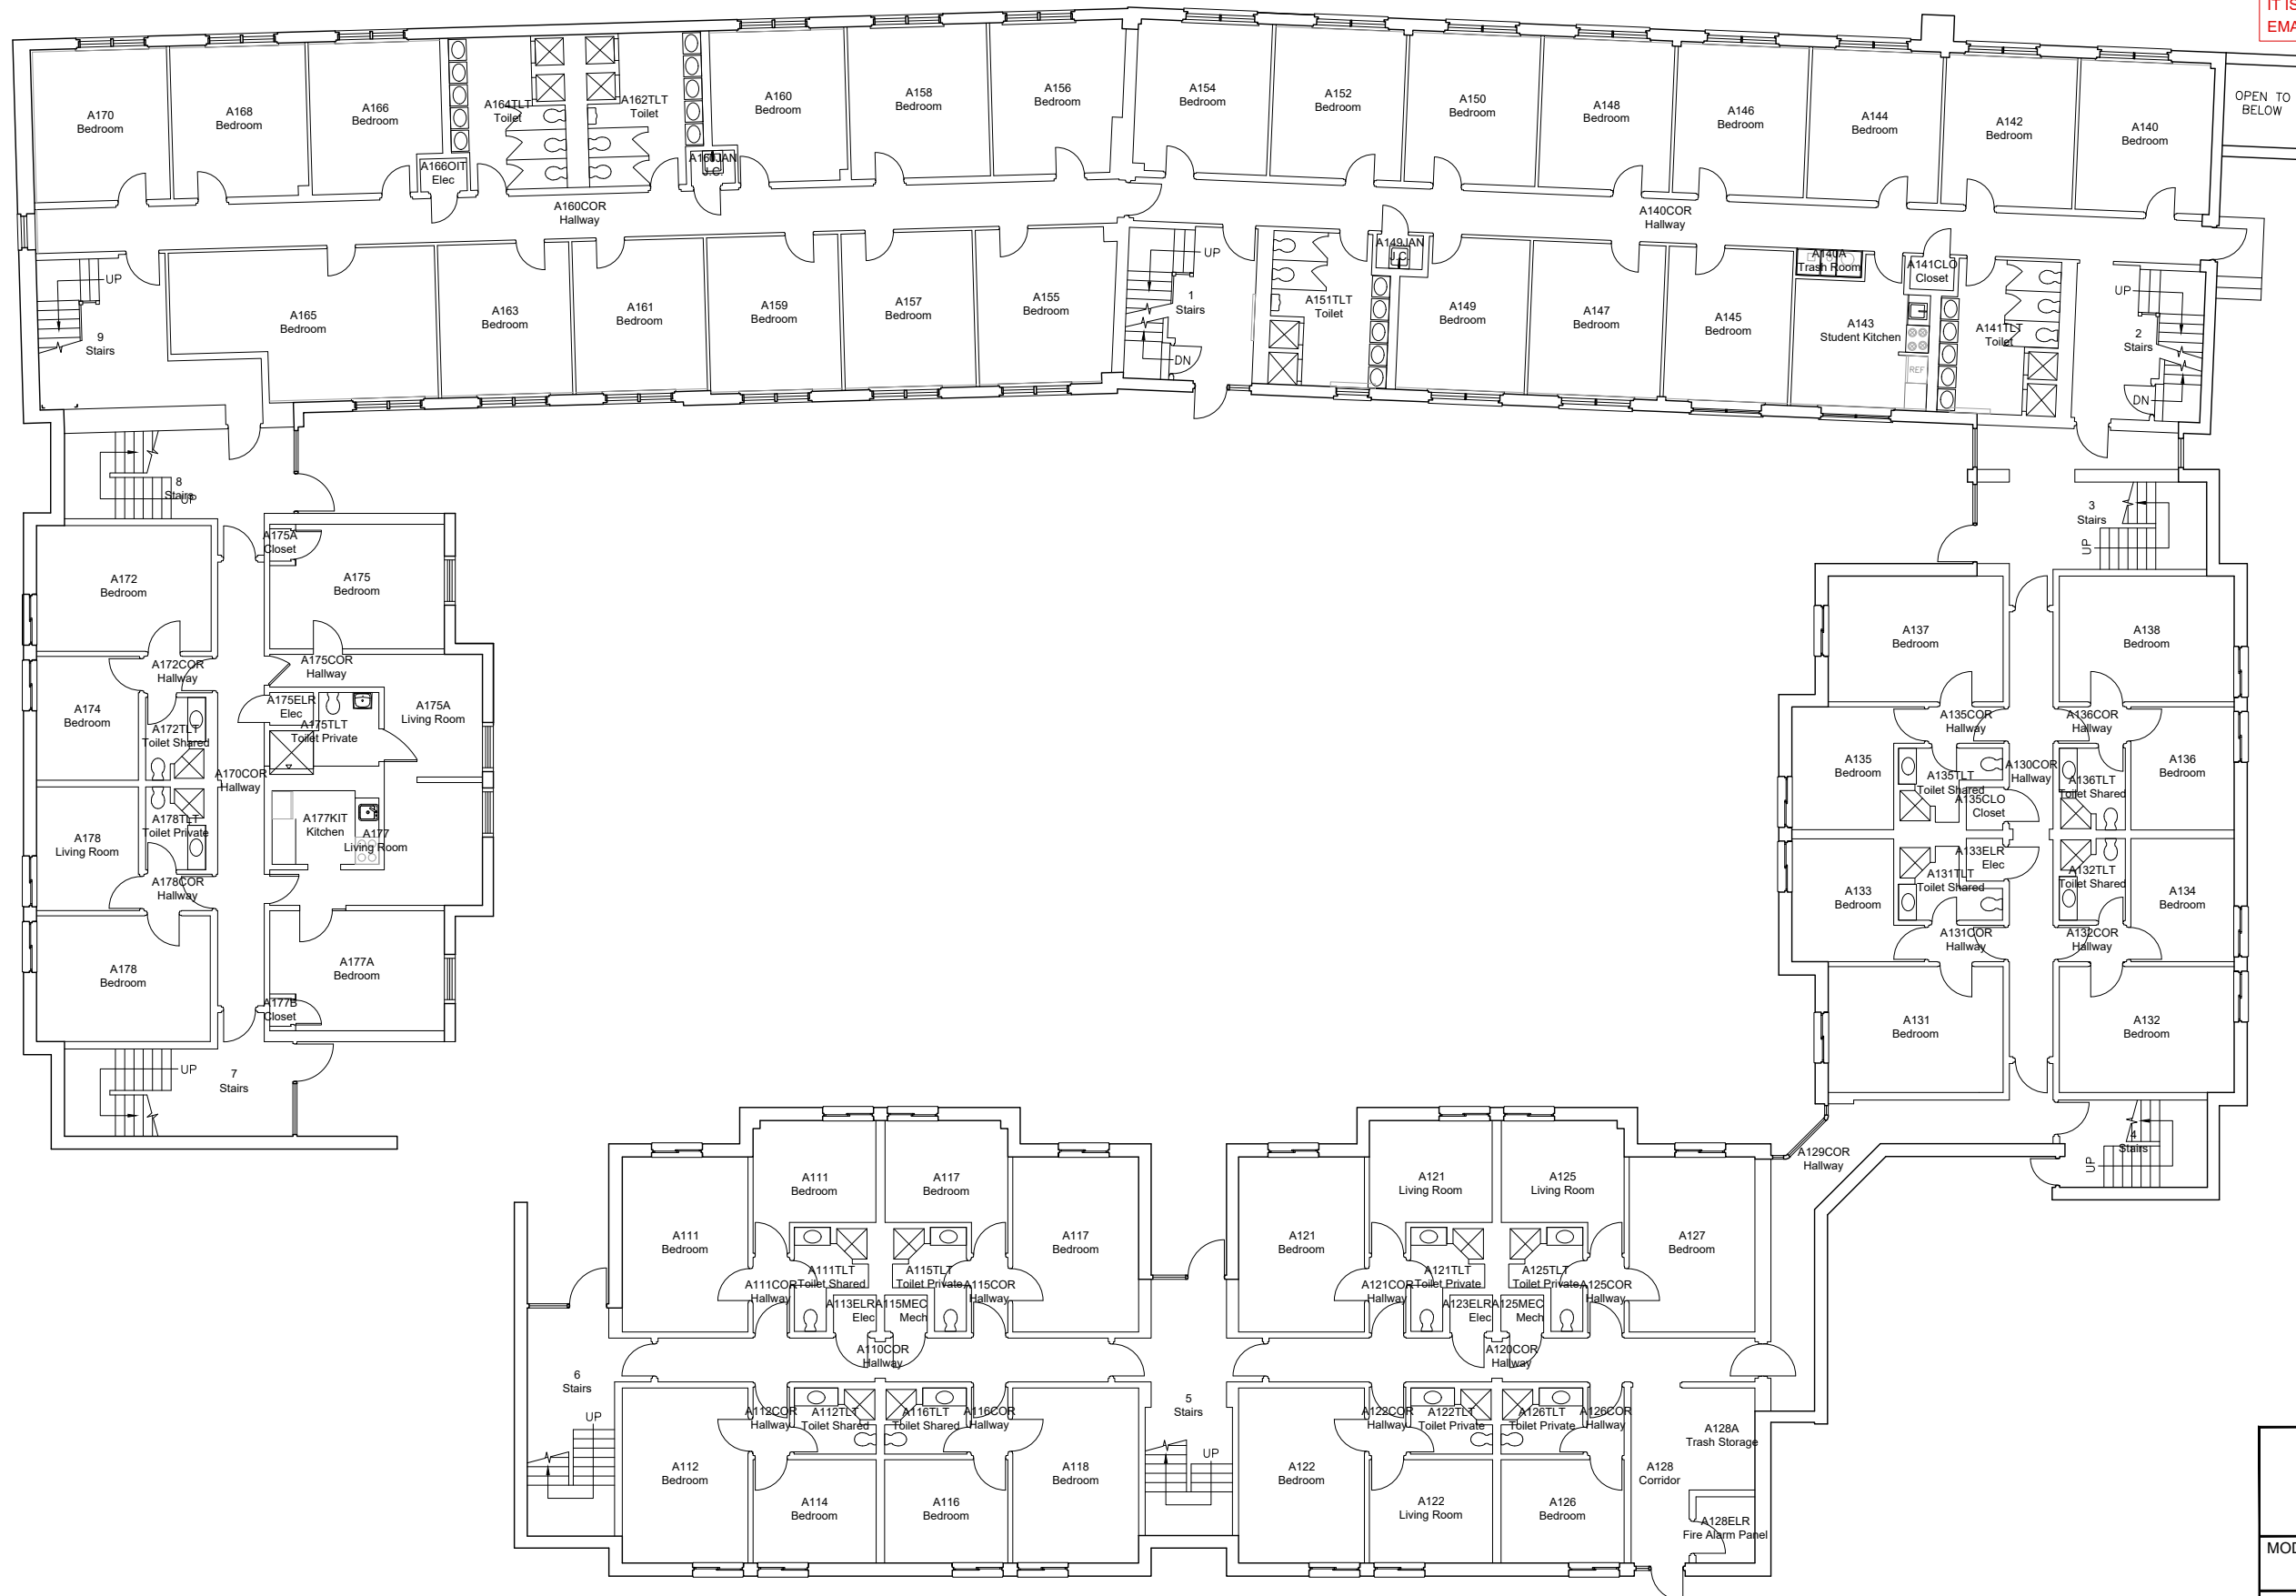 IT IS
EMA
OPEN TO
BELOW
A170
Bedroom
A168
Bedroom
A166
Bedroom
A164TLT
Toilet
A162TLT
Toilet
A166OIT
Elec
J.C.
A160
Bedroom
A158
Bedroom
A156
Bedroom
A154
Bedroom
A152
Bedroom
A150
Bedroom
A148
Bedroom
A146
Bedroom
A144
Bedroom
A142
Bedroom
A140
Bedroom
A160COR
Hallway
A140COR
Hallway
UP
9
Stairs
A165
Bedroom
A163
Bedroom
A161
Bedroom
A159
Bedroom
A157
Bedroom
A155
Bedroom
UP
1
Stairs
DN
A151TLT
Toilet
A149JAN
J.C.
A149
Bedroom
A147
Bedroom
A145
Bedroom
A140A
Trash Room
A143
Student Kitchen
REF
A141CLO
Closet
A141TLT
Toilet
UP
2
Stairs
DN
8
Stairs
UP
A175A
Closet
A172
Bedroom
A175
Bedroom
A172COR
Hallway
A175COR
Hallway
A174
Bedroom
A172TLT
Toilet Shared
A175ELR
Elec
A175TLT
Toilet Private
A175A
Living Room
A170COR
Hallway
A178
Living Room
A178TLT
Toilet Private
A177KIT
Kitchen
A177
Living Room
A178COR
Hallway
A178
Bedroom
A177A
Bedroom
A177B
Closet
UP
7
Stairs
3
Stairs
UP
A137
Bedroom
A138
Bedroom
A135COR
Hallway
A136COR
Hallway
A135
Bedroom
A135TLT
Toilet Shared
A130COR
Hallway
A136TLT
Toilet Shared
A136
Bedroom
A135CLO
Closet
A133
Bedroom
A133ELR
Elec
A131TLT
Toilet Shared
A132TLT
Toilet Shared
A134
Bedroom
A131COR
Hallway
A132COR
Hallway
A131
Bedroom
A132
Bedroom
4
Stairs
UP
A129COR
Hallway
A111
Bedroom
A117
Bedroom
A111
Bedroom
A117
Bedroom
A111COR
Hallway
A111TLT
Toilet Shared
A115TLT
Toilet Private
A115COR
Hallway
A113ELR
Elec
A115MEC
Mech
A110COR
Hallway
A121
Living Room
A125
Living Room
A121
Bedroom
A127
Bedroom
A121COR
Hallway
A121TLT
Toilet Private
A125TLT
Toilet Private
A125COR
Hallway
A123ELR
Elec
A125MEC
Mech
A120COR
Hallway
6
Stairs
UP
A112COR
Hallway
A112TLT
Toilet Shared
A116TLT
Toilet Shared
A116COR
Hallway
A112
Bedroom
A114
Bedroom
A116
Bedroom
A118
Bedroom
5
Stairs
UP
A122COR
Hallway
A122TLT
Toilet Private
A126TLT
Toilet Private
A126COR
Hallway
A122
Bedroom
A122
Living Room
A126
Bedroom
A128
Corridor
A128A
Trash Storage
A128ELR
Fire Alarm Panel
MOD